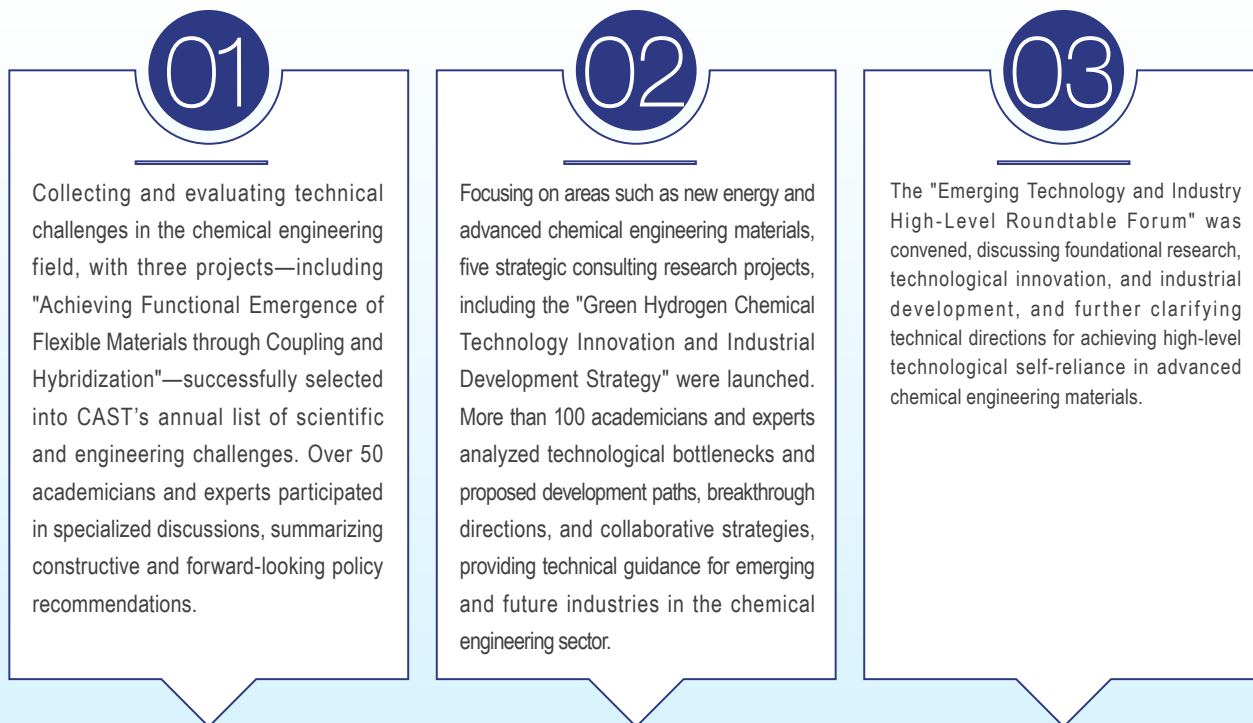 01
Collecting and evaluating technical
challenges in the chemical engineering
field, with three projects—including
"Achieving Functional Emergence of
Flexible Materials through Coupling and
Hybridization"—successfully selected
into CAST’s annual list of scientific
and engineering challenges. Over 50
academicians and experts participated
in specialized discussions, summarizing
constructive and forward-looking policy
recommendations.
02
Focusing on areas such as new energy and
advanced chemical engineering materials,
five strategic consulting research projects,
including the "Green Hydrogen Chemical
Technology Innovation and Industrial
Development Strategy" were launched.
More than 100 academicians and experts
analyzed technological bottlenecks and
proposed development paths, breakthrough
directions, and collaborative strategies,
providing technical guidance for emerging
and future industries in the chemical
engineering sector.
03
The "Emerging Technology and Industry
High-Level Roundtable Forum" was
convened, discussing foundational research,
technological innovation, and industrial
development, and further clarifying
technical directions for achieving high-level
technological self-reliance in advanced
chemical engineering materials.